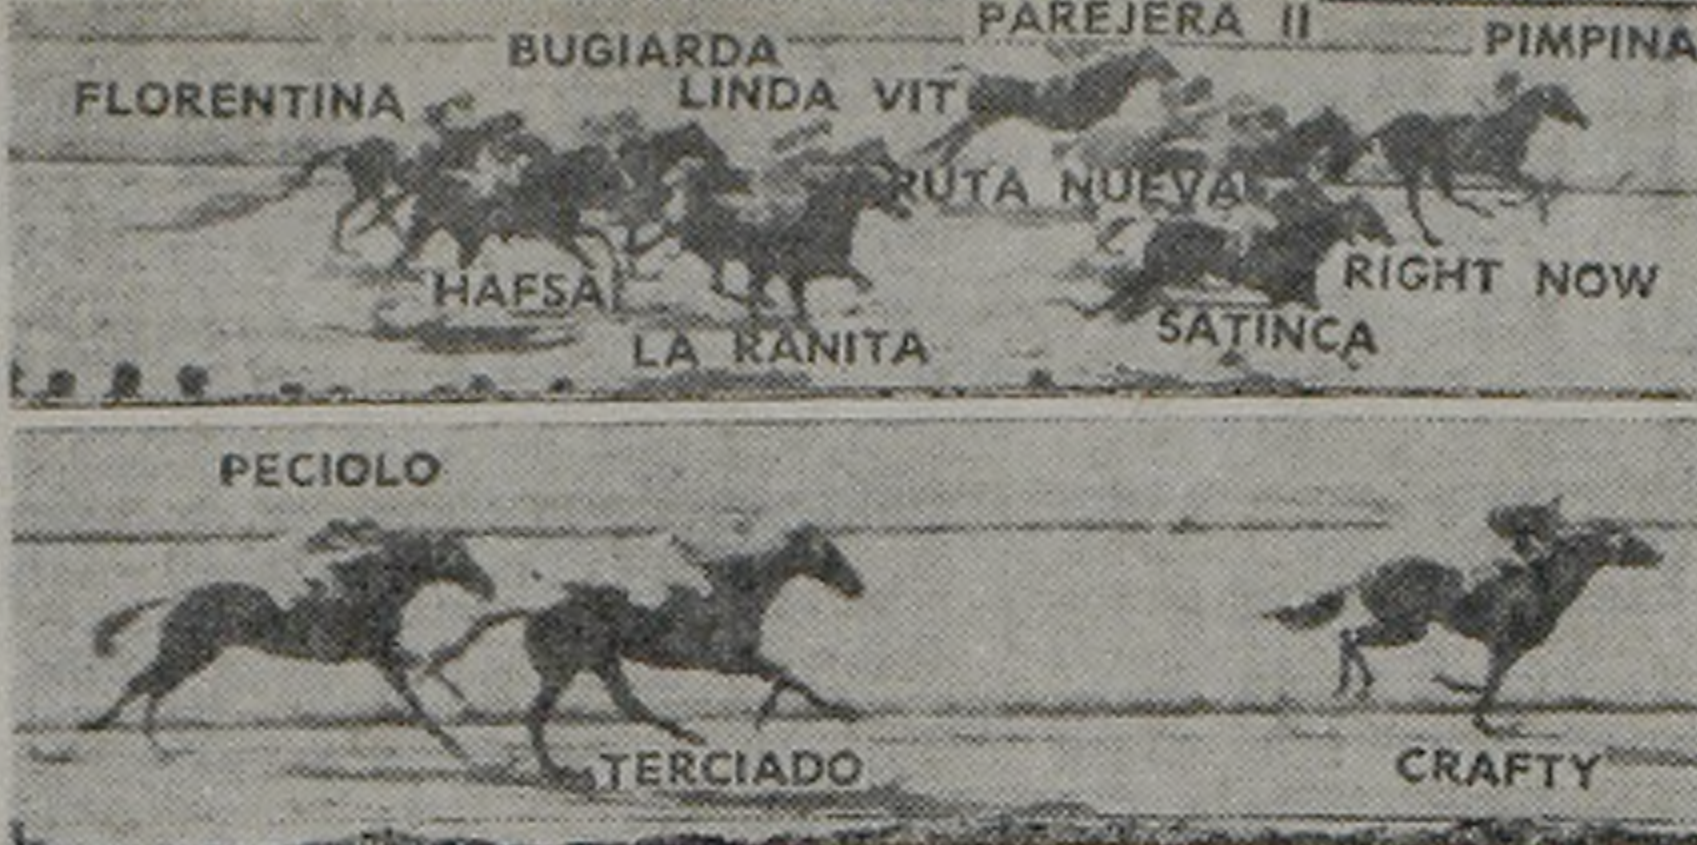 PAREJERA II
PIMPINA
BUGIARDA
FLORENTINA
LINDA VIT
RUTA NUEVA
HAFSA
RIGHT NOW
SATINCA
LA RANITA
PECIOLO
TERCIADO
CRAFTY